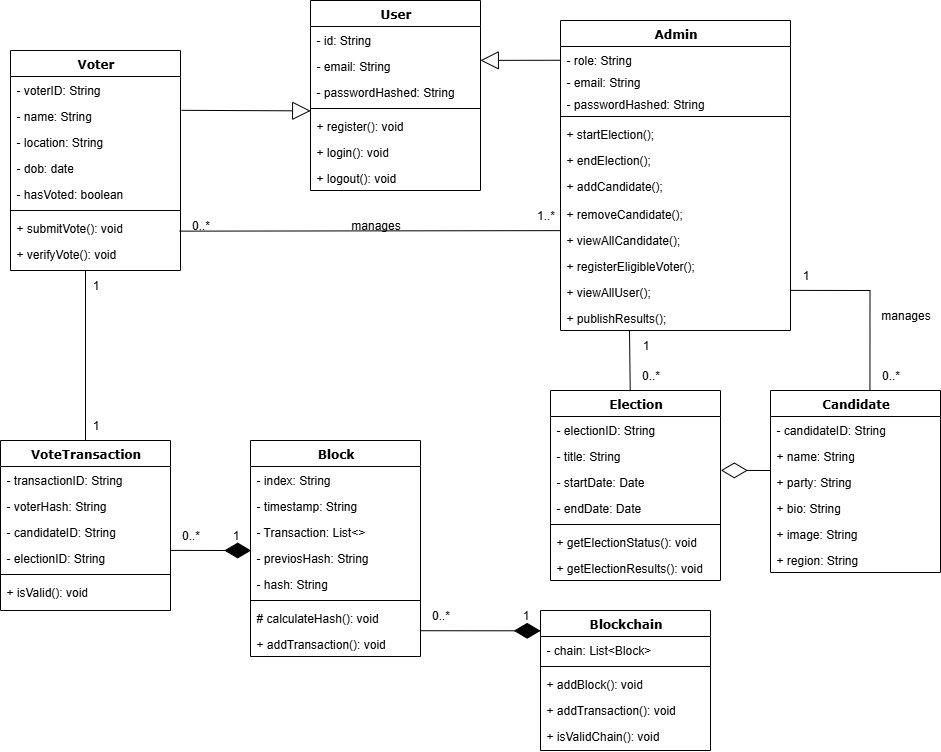 User
- id: String
- email: String
- passwordHashed: String
+ register(): void
+ login(): void
+ logout(): void
Admin
- role: String
- email: String
- passwordHashed: String
+ startElection();
+ endElection();
+ addCandidate();
+ removeCandidate();
+ viewAllCandidate();
+ registerEligibleVoter();
+ viewAllUser();
+ publishResults();
Voter
- voterID: String
- name: String
- location: String
- dob: date
- hasVoted: boolean
+ submitVote(): void
+ verifyVote(): void
0..*
manages
1..*
1
1
1
manages
0..*
1
0..*
Election
- electionID: String
- title: String
- startDate: Date
- endDate: Date
+ getElectionStatus(): void
+ getElectionResults(): void
Candidate
- candidateID: String
+ name: String
+ party: String
+ bio: String
+ image: String
+ region: String
VoteTransaction
- transactionID: String
- voterHash: String
- candidateID: String
- electionID: String
+ isValid(): void
0..*
1
Block
- index: String
- timestamp: String
- Transaction: List<>
- previosHash: String
- hash: String
# calculateHash(): void
+ addTransaction(): void
0..*
1
Blockchain
- chain: List<Block>
+ addBlock(): void
+ addTransaction(): void
+ isValidChain(): void